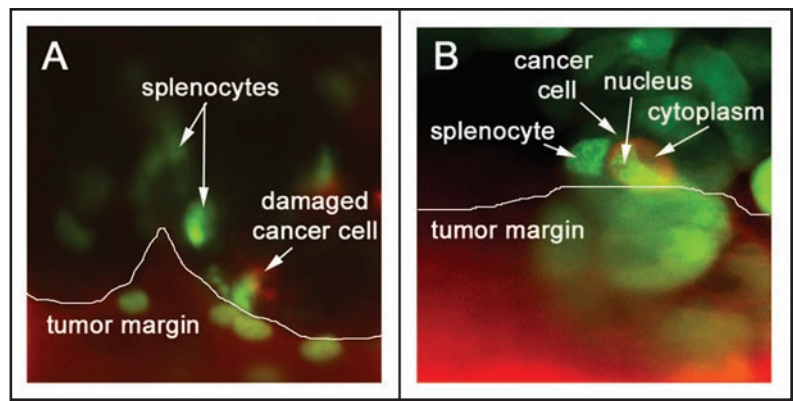 A
splenocytes
damaged
cancer cell
tumor margin
B
cancer
cell
nucleus
cytoplasm
splenocyte
tumor margin